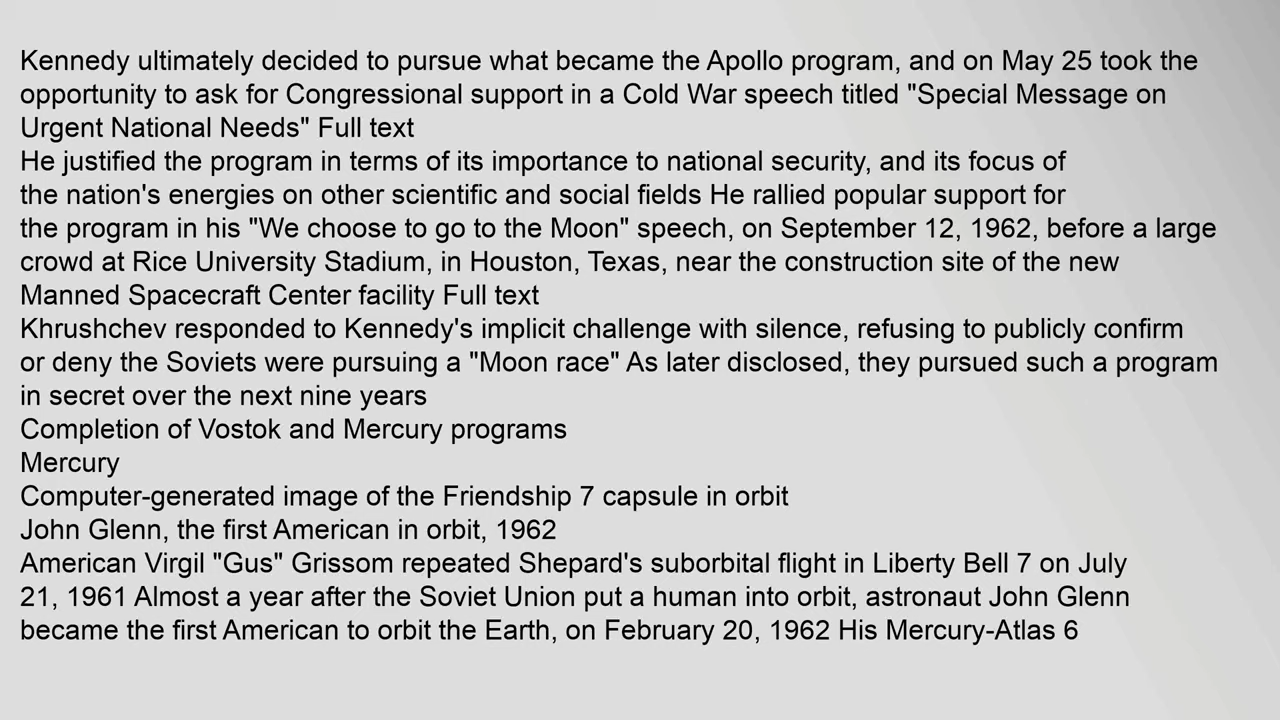 Kennedy ultimately decided to pursue what became the Apollo program, and on May 25 took the
opportunity to ask for Congressional support in a Cold War speech titled "Special Message on
Urgent National Needs" Full text
He justified the program in terms of its importance to national security, and its focus of
the nation's energies on other scientific and social fields He rallied popular support for
the program in his "We choose to go to the Moon" speech, on September 12, 1962, before a large
crowd at Rice University Stadium, in Houston, Texas, near the construction site of the new
Manned Spacecraft Center facility Full text
Khrushchev responded to Kennedy's implicit challenge with silence, refusing to publicly confirm
or deny the Soviets were pursuing a "Moon race" As later disclosed, they pursued such a program
in secret over the next nine years
Completion of Vostok and Mercury programs
Mercury
Computer-generated image of the Friendship 7 capsule in orbit
John Glenn, the first American in orbit, 1962
American Virgil "Gus" Grissom repeated Shepard's suborbital flight in Liberty Bell 7 on July
21, 1961 Almost a year after the Soviet Union put a human into orbit, astronaut John Glenn
became the first American to orbit the Earth, on February 20, 1962 His Mercury-Atlas 6